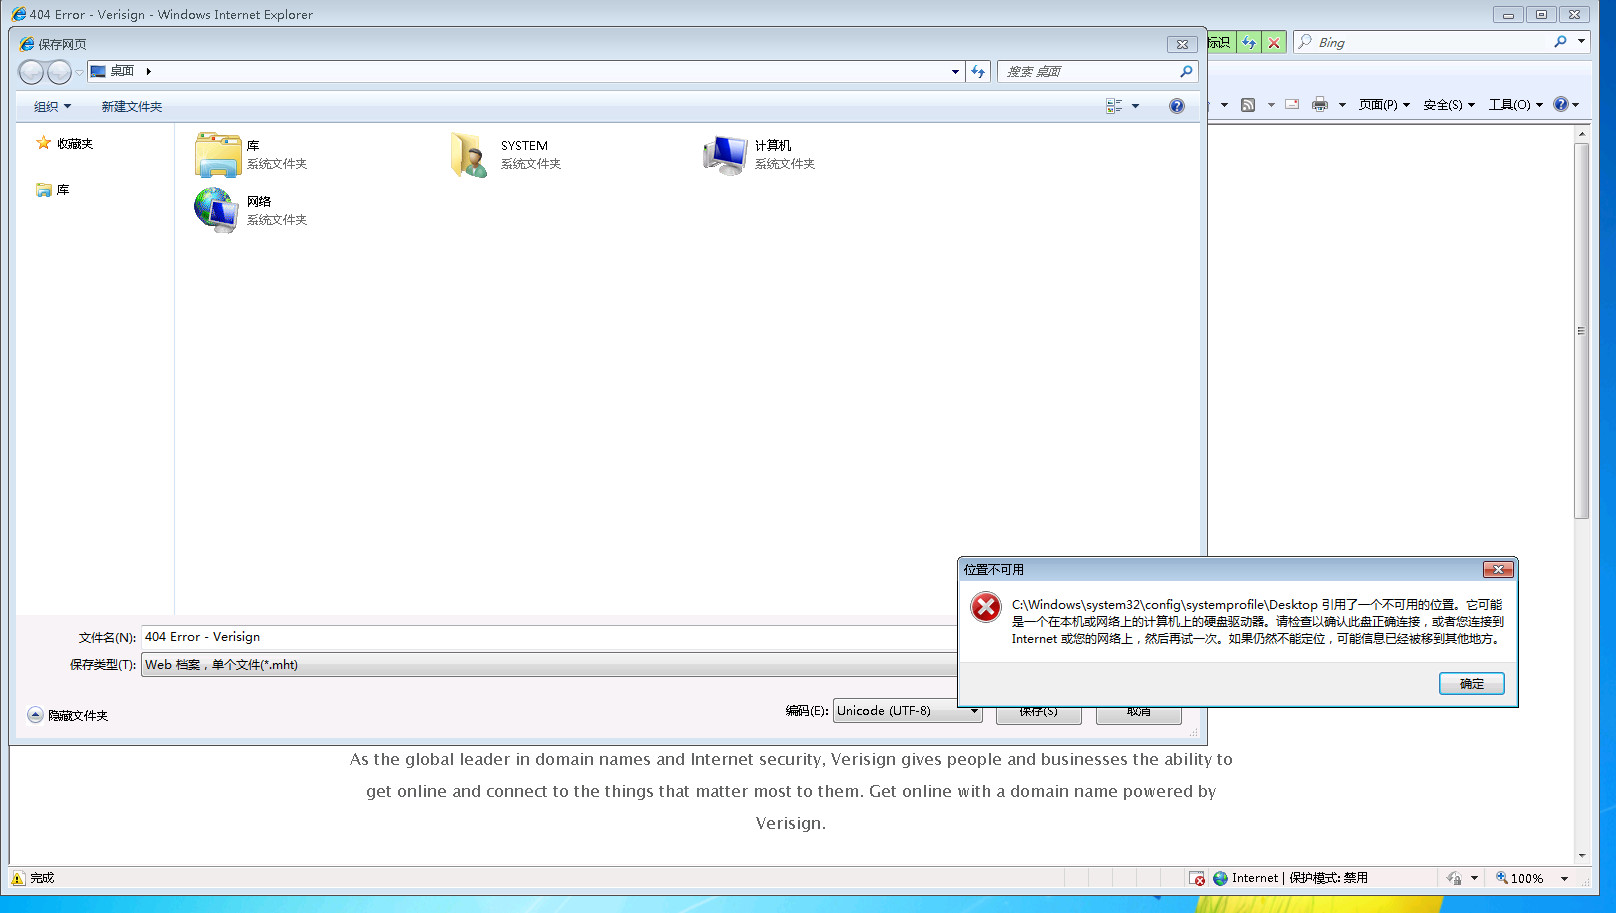 404 Error - Verisign - Windows Internet Explorer
保存网页
标识
Bing
桌面
搜索 桌面
组织
新建文件夹
页面(P)
安全(S)
工具(O)
收藏夹
库
库
系统文件夹
SYSTEM
系统文件夹
计算机
系统文件夹
网络
系统文件夹
位置不可用
C:\Windows\system32\config\systemprofile\Desktop 引用了一个不可用的位置。它可能
是一个在本机或网络上的计算机上的硬盘驱动器。请检查以确认此盘正确连接，或者您连接到
Internet 或您的网络上，然后再试一次。如果仍然不能定位，可能信息已经被移到其他地方。
确定
文件名(N): 404 Error - Verisign
保存类型(T): Web 档案，单个文件(*.mht)
隐藏文件夹
编码(E): Unicode (UTF-8)
保存(S)
取消
As the global leader in domain names and Internet security, Verisign gives people and businesses the ability to
get online and connect to the things that matter most to them. Get online with a domain name powered by
Verisign.
完成
Internet | 保护模式: 禁用
100%